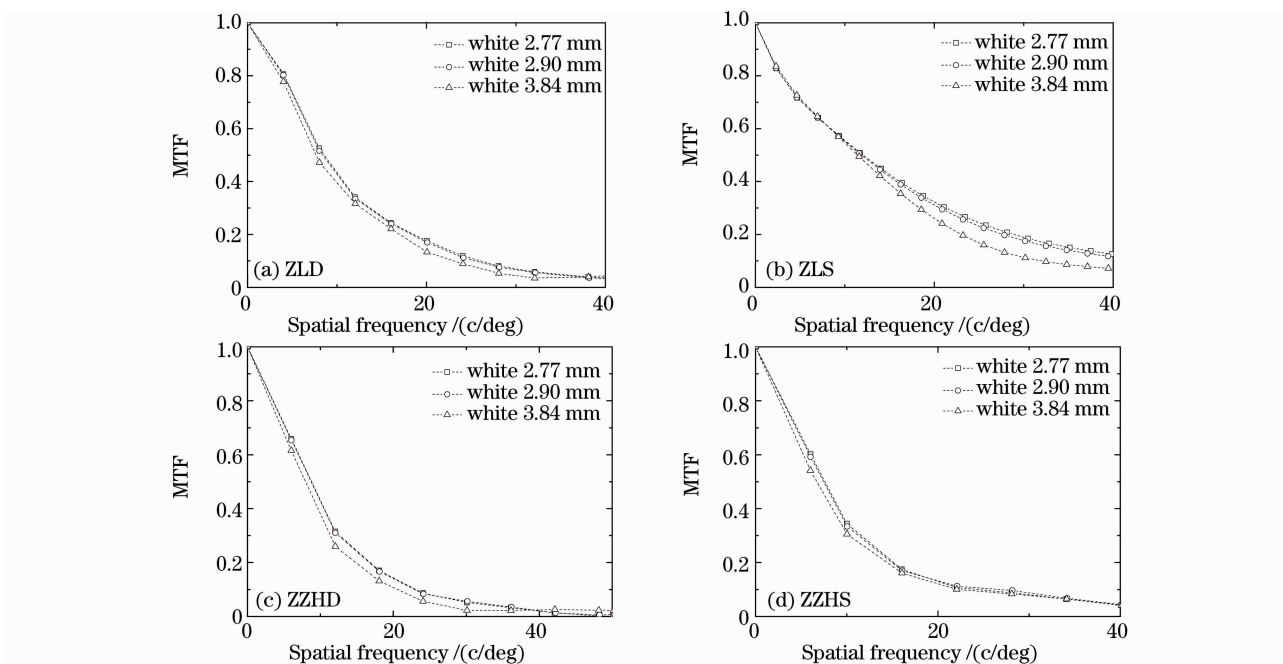 1.0
0.8
0.6
0.4
0.2
0
MTF
white 2.77 mm
white 2.90 mm
white 3.84 mm
(a) ZLD
0 20 40
Spatial frequency /(c/deg)
1.0
0.8
0.6
0.4
0.2
0
MTF
white 2.77 mm
white 2.90 mm
white 3.84 mm
(b) ZLS
0 20 40
Spatial frequency /(c/deg)
1.0
0.8
0.6
0.4
0.2
0
MTF
white 2.77 mm
white 2.90 mm
white 3.84 mm
(c) ZZHD
0 20 40
Spatial frequency /(c/deg)
1.0
0.8
0.6
0.4
0.2
0
MTF
white 2.77 mm
white 2.90 mm
white 3.84 mm
(d) ZZHS
0 20 40
Spatial frequency /(c/deg)